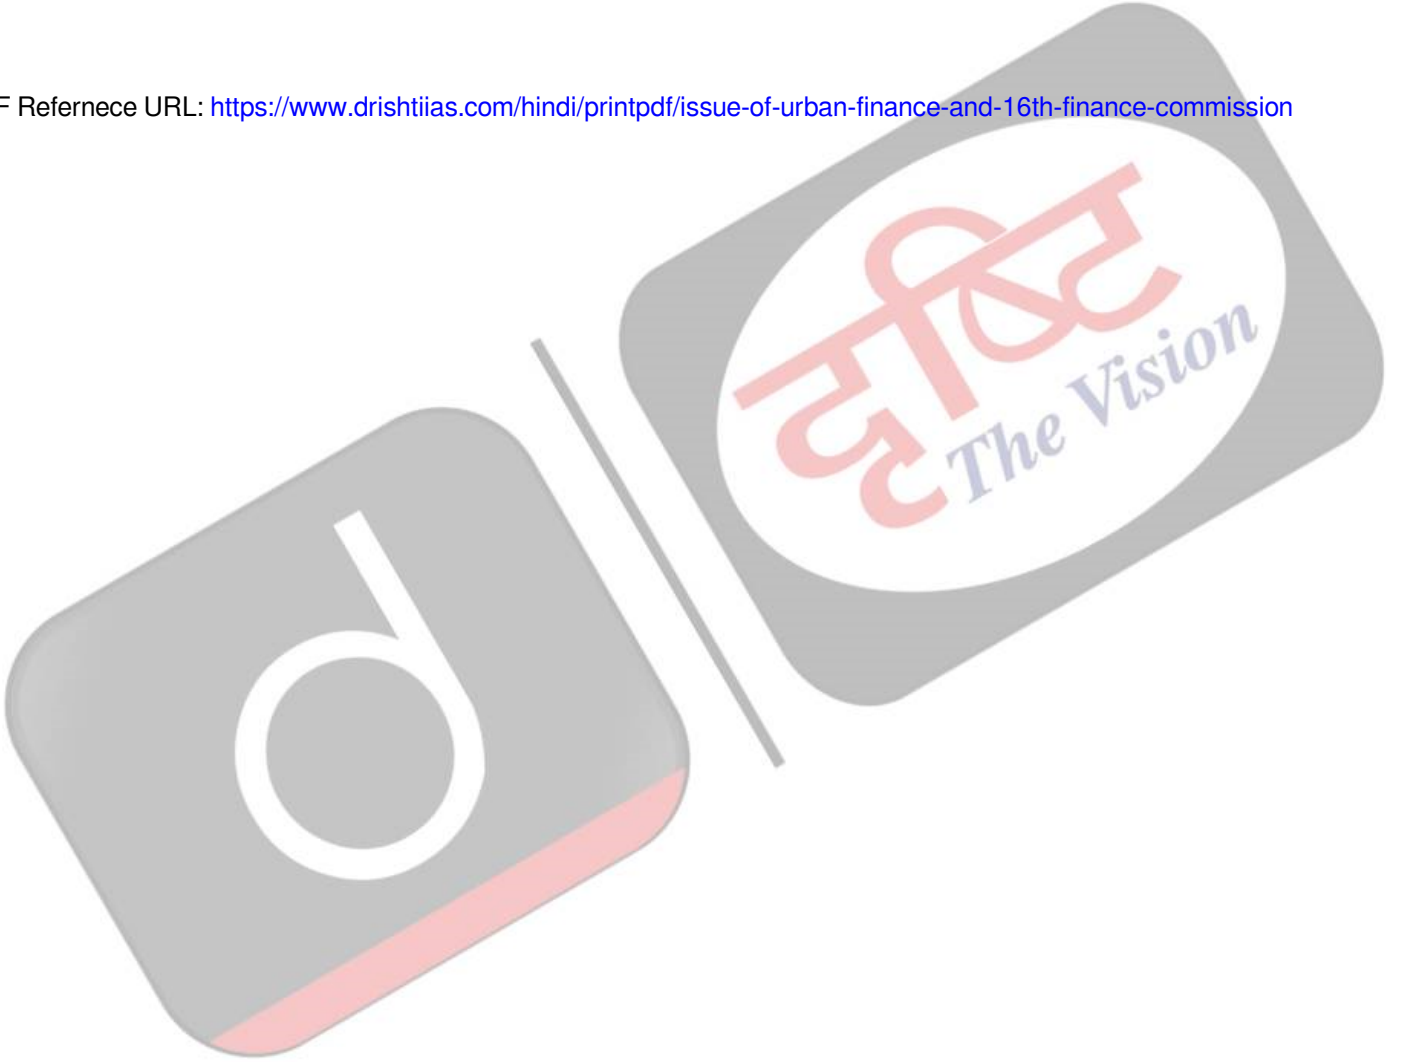 F Refernece URL: https://www.drishtiias.com/hindi/printpdf/issue-of-urban-finance-and-16th-finance-commission
दृष्टि
The Vision
d